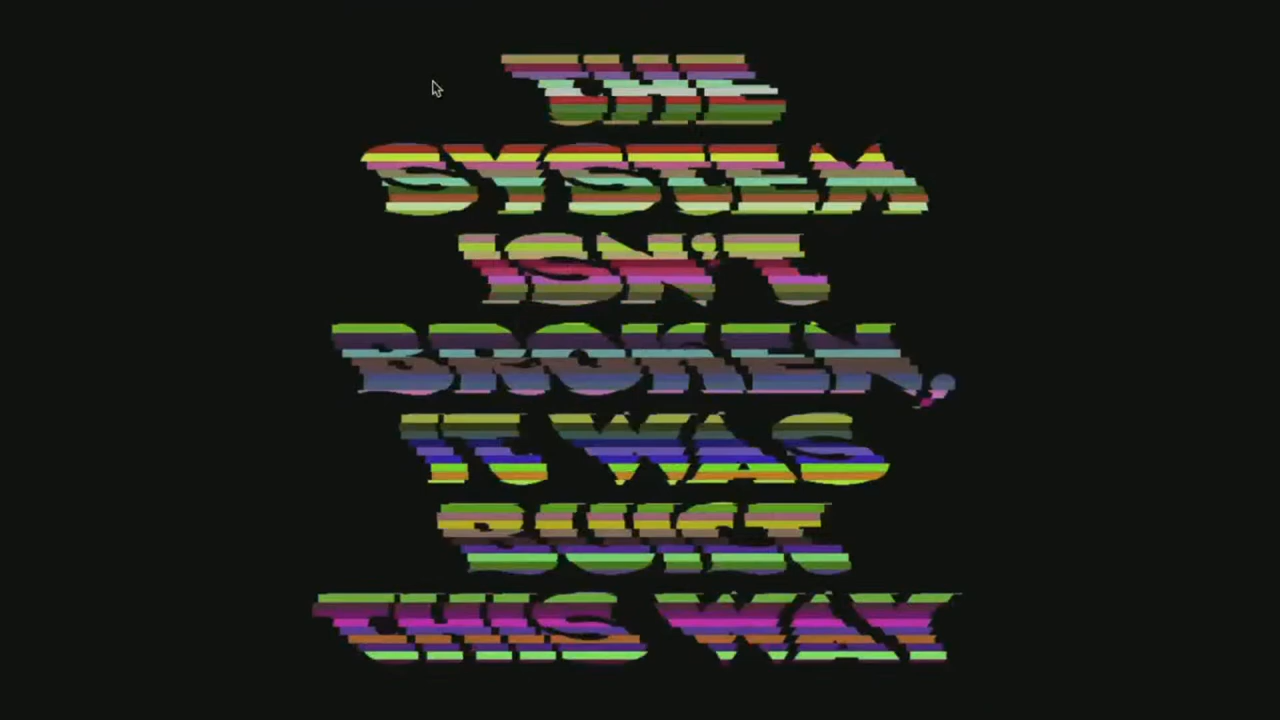 THE
SYSTEM
ISN'T
BROKEN,
IT WAS
BUILT
THIS WAY